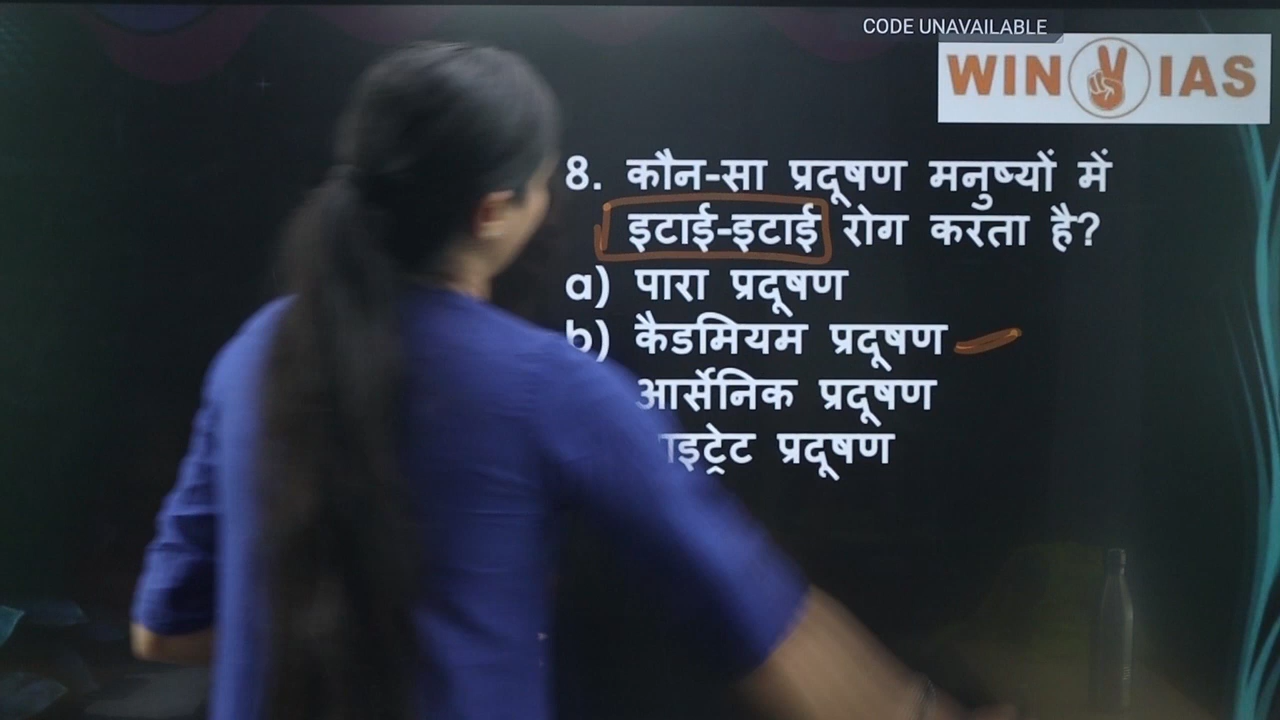 CODE UNAVAILABLE
WIN IAS
8. कौन-सा प्रदूषण मनुष्यों में
इटाई-इटाई रोग करता है?
a) पारा प्रदूषण
b) कैडमियम प्रदूषण
आर्सेनिक प्रदूषण
प्रदूषण